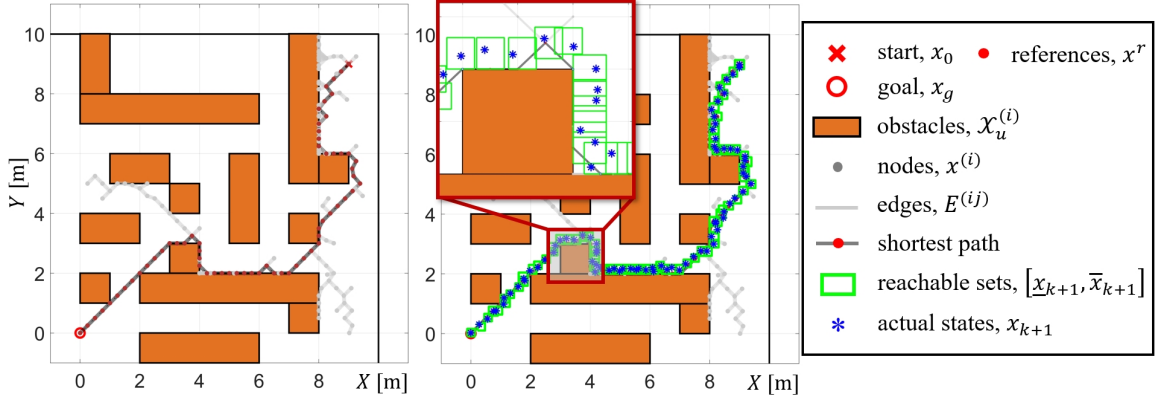 10
8
6
4
2
0
Y [m]
0 2 4 6 8 X [m]
10
8
6
4
2
0
0 2 4 6 8 X [m]
start, x₀
references, xʳ
goal, x_g
obstacles, 𝒳ᵤ⁽ⁱ⁾
nodes, x⁽ⁱ⁾
edges, E⁽ⁱʲ⁾
shortest path
reachable sets, [x̲ₖ₊₁, x̅ₖ₊₁]
actual states, xₖ₊₁